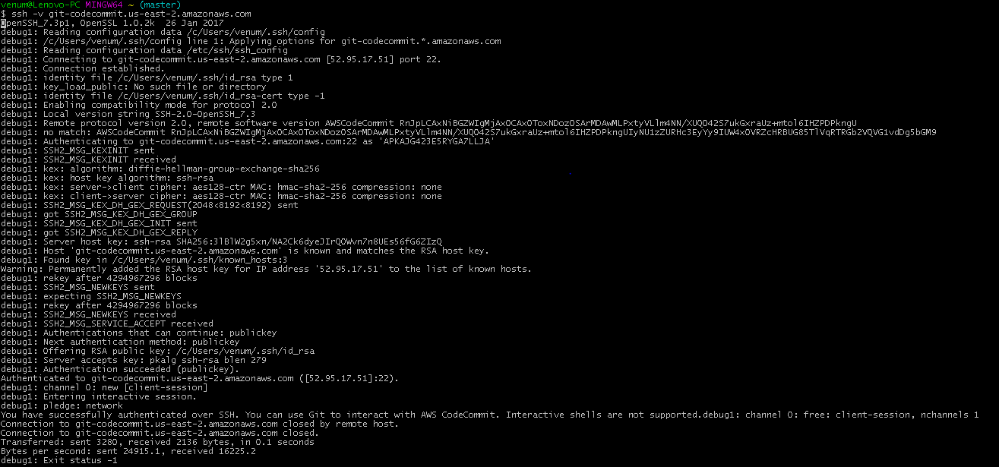 venum@Lenovo-PC MINGW64 ~ (master)
$ ssh -v git-codecommit.us-east-2.amazonaws.com
OpenSSH_7.3p1, OpenSSL 1.0.2k  26 Jan 2017
debug1: Reading configuration data /c/Users/venum/.ssh/config
debug1: /c/Users/venum/.ssh/config line 1: Applying options for git-codecommit.*.amazonaws.com
debug1: Reading configuration data /etc/ssh/ssh_config
debug1: Connecting to git-codecommit.us-east-2.amazonaws.com [52.95.17.51] port 22.
debug1: Connection established.
debug1: identity file /c/Users/venum/.ssh/id_rsa type 1
debug1: key_load_public: No such file or directory
debug1: identity file /c/Users/venum/.ssh/id_rsa-cert type -1
debug1: Enabling compatibility mode for protocol 2.0
debug1: Local version string SSH-2.0-OpenSSH_7.3
debug1: Remote protocol version 2.0, remote software version AWSCodeCommit RnJpLCAxNiBGZWIgMjAxOCAxOToxNDozOSArMDAwMLPxtyVLlm4NN/XUQO42S7ukGxraUz+mtol6IHZPDPkngU
debug1: no match: AWSCodeCommit RnJpLCAxNiBGZWIgMjAxOCAxOToxNDozOSArMDAwMLPxtyVLlm4NN/XUQO42S7ukGxraUz+mtol6IHZPDPkngUIyNU1zZURHc3EyYy9IUW4xOVRZcHRBUG85TlVqRTRGb2VQVG1vdDg5bGM9
debug1: Authenticating to git-codecommit.us-east-2.amazonaws.com:22 as 'APKAJG423E5RYGA7LLJA'
debug1: SSH2_MSG_KEXINIT sent
debug1: SSH2_MSG_KEXINIT received
debug1: kex: algorithm: diffie-hellman-group-exchange-sha256
debug1: kex: host key algorithm: ssh-rsa
debug1: kex: server->client cipher: aes128-ctr MAC: hmac-sha2-256 compression: none
debug1: kex: client->server cipher: aes128-ctr MAC: hmac-sha2-256 compression: none
debug1: SSH2_MSG_KEX_DH_GEX_REQUEST(2048<8192<8192) sent
debug1: got SSH2_MSG_KEX_DH_GEX_GROUP
debug1: SSH2_MSG_KEX_DH_GEX_INIT sent
debug1: got SSH2_MSG_KEX_DH_GEX_REPLY
debug1: Server host key: ssh-rsa SHA256:3lBlW2g5xn/NA2Ck6dyeJIrQOWvn7n8UEs56fG6ZIzQ
debug1: Host 'git-codecommit.us-east-2.amazonaws.com' is known and matches the RSA host key.
debug1: Found key in /c/Users/venum/.ssh/known_hosts:3
Warning: Permanently added the RSA host key for IP address '52.95.17.51' to the list of known hosts.
debug1: rekey after 4294967296 blocks
debug1: SSH2_MSG_NEWKEYS sent
debug1: expecting SSH2_MSG_NEWKEYS
debug1: rekey after 4294967296 blocks
debug1: SSH2_MSG_NEWKEYS received
debug1: SSH2_MSG_SERVICE_ACCEPT received
debug1: Authentications that can continue: publickey
debug1: Next authentication method: publickey
debug1: Offering RSA public key: /c/Users/venum/.ssh/id_rsa
debug1: Server accepts key: pkalg ssh-rsa blen 279
debug1: Authentication succeeded (publickey).
Authenticated to git-codecommit.us-east-2.amazonaws.com ([52.95.17.51]:22).
debug1: channel 0: new [client-session]
debug1: Entering interactive session.
debug1: pledge: network
You have successfully authenticated over SSH. You can use Git to interact with AWS CodeCommit. Interactive shells are not supported.debug1: channel 0: free: client-session, nchannels 1
Connection to git-codecommit.us-east-2.amazonaws.com closed by remote host.
Connection to git-codecommit.us-east-2.amazonaws.com closed.
Transferred: sent 3280, received 2136 bytes, in 0.1 seconds
Bytes per second: sent 24915.1, received 16225.2
debug1: Exit status -1